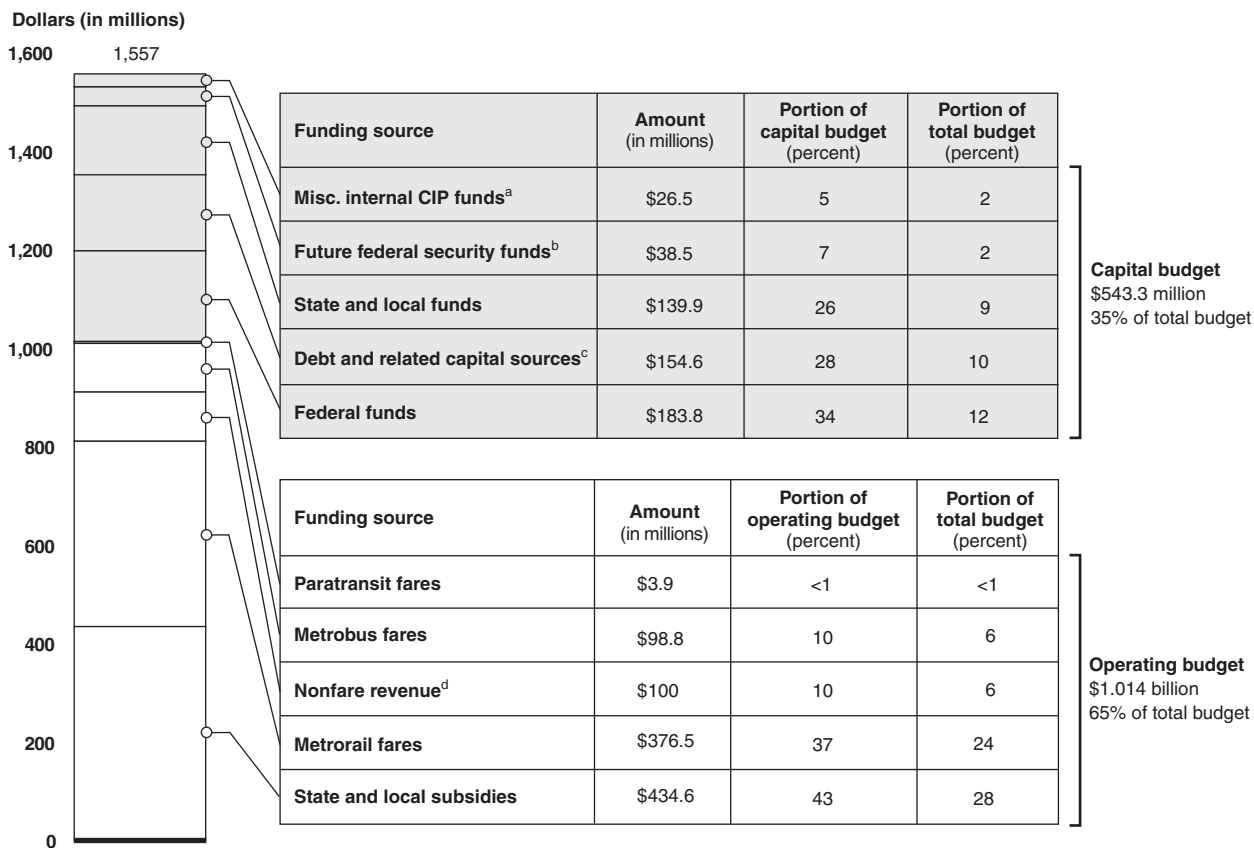 Dollars (in millions)
1,600
1,557
1,400
1,200
1,000
800
600
400
200
0
Funding source
Amount
(in millions)
Portion of
capital budget
(percent)
Portion of
total budget
(percent)
Misc. internal CIP fundsᵃ $26.5 5 2
Future federal security fundsᵇ $38.5 7 2
State and local funds $139.9 26 9
Debt and related capital sourcesᶜ $154.6 28 10
Federal funds $183.8 34 12
Capital budget
$543.3 million
35% of total budget
Funding source
Amount
(in millions)
Portion of
operating budget
(percent)
Portion of
total budget
(percent)
Paratransit fares $3.9 <1 <1
Metrobus fares $98.8 10 6
Nonfare revenueᵈ $100 10 6
Metrorail fares $376.5 37 24
State and local subsidies $434.6 43 28
Operating budget
$1.014 billion
65% of total budget